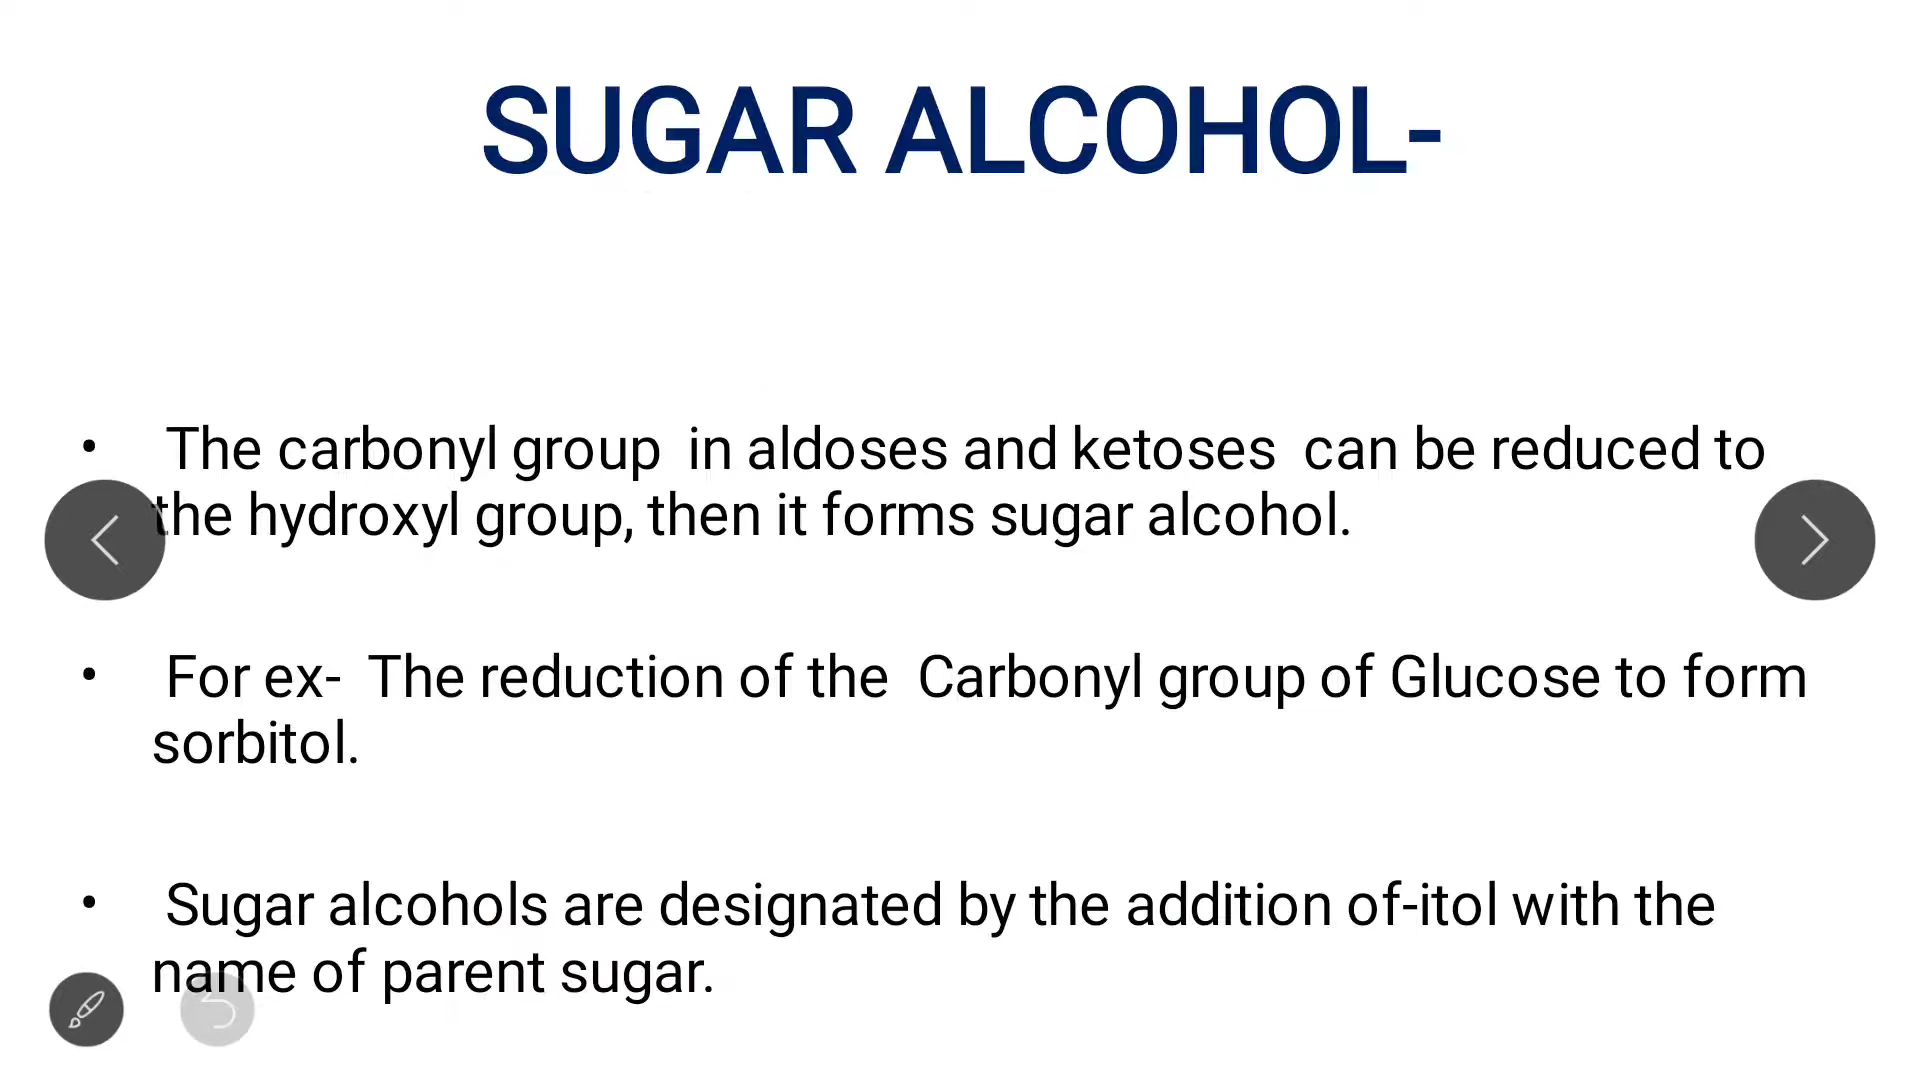 SUGAR ALCOHOL-
• The carbonyl group in aldoses and ketoses can be reduced to
the hydroxyl group, then it forms sugar alcohol.
• For ex- The reduction of the Carbonyl group of Glucose to form
sorbitol.
• Sugar alcohols are designated by the addition of-itol with the
name of parent sugar.